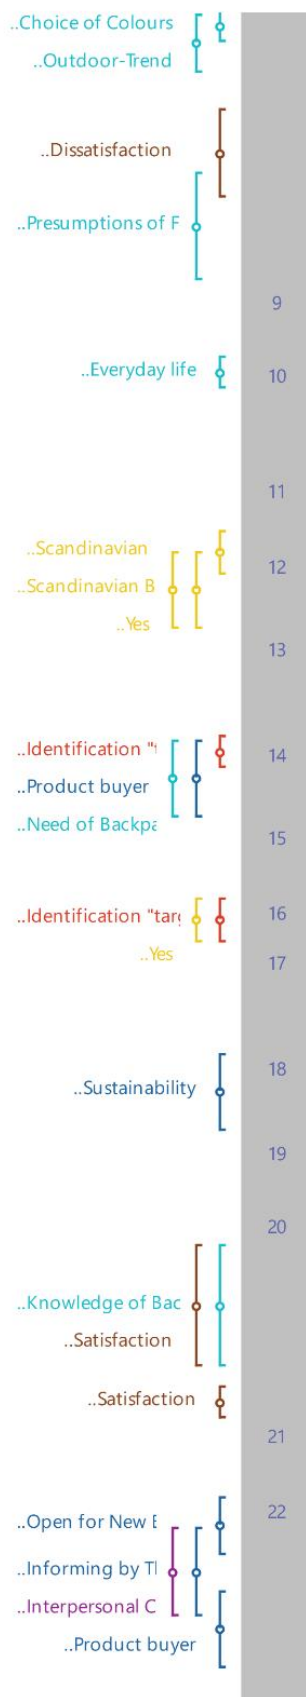 ..Choice of Colours
..Outdoor-Trend
..Dissatisfaction
..Presumptions of F
9
..Everyday life
10
11
..Scandinavian
12
..Scandinavian B
..Yes
13
..Identification "t
14
..Product buyer
..Need of Backpa
15
..Identification "targ
16
..Yes
17
18
..Sustainability
19
20
..Knowledge of Bac
..Satisfaction
..Satisfaction
21
22
..Open for New E
..Informing by Tl
..Interpersonal C
..Product buyer